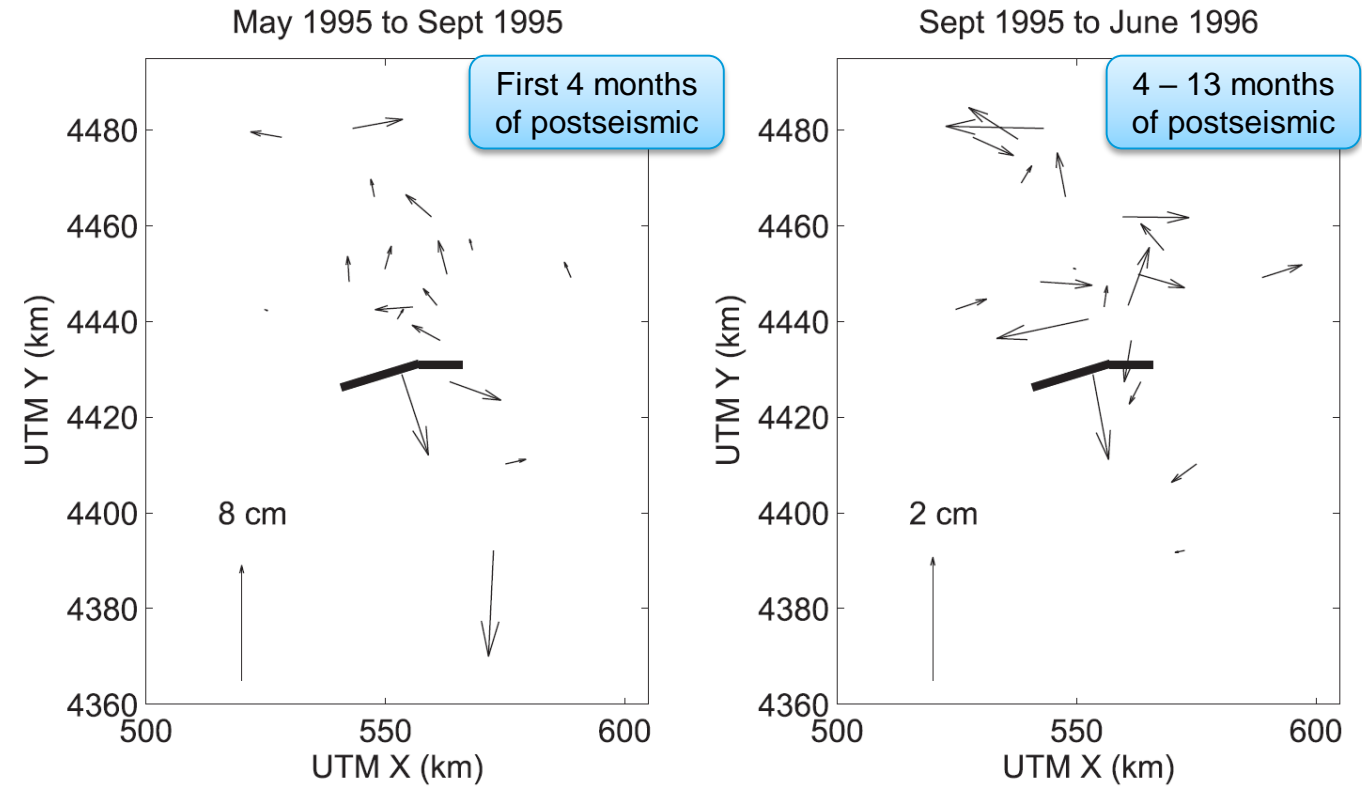 May 1995 to Sept 1995
First 4 months
of postseismic
4480
4460
4440
4420
4400
4380
4360
UTM Y (km)
8 cm
500
550
600
UTM X (km)
Sept 1995 to June 1996
4 – 13 months
of postseismic
4480
4460
4440
4420
4400
4380
4360
UTM Y (km)
2 cm
500
550
600
UTM X (km)